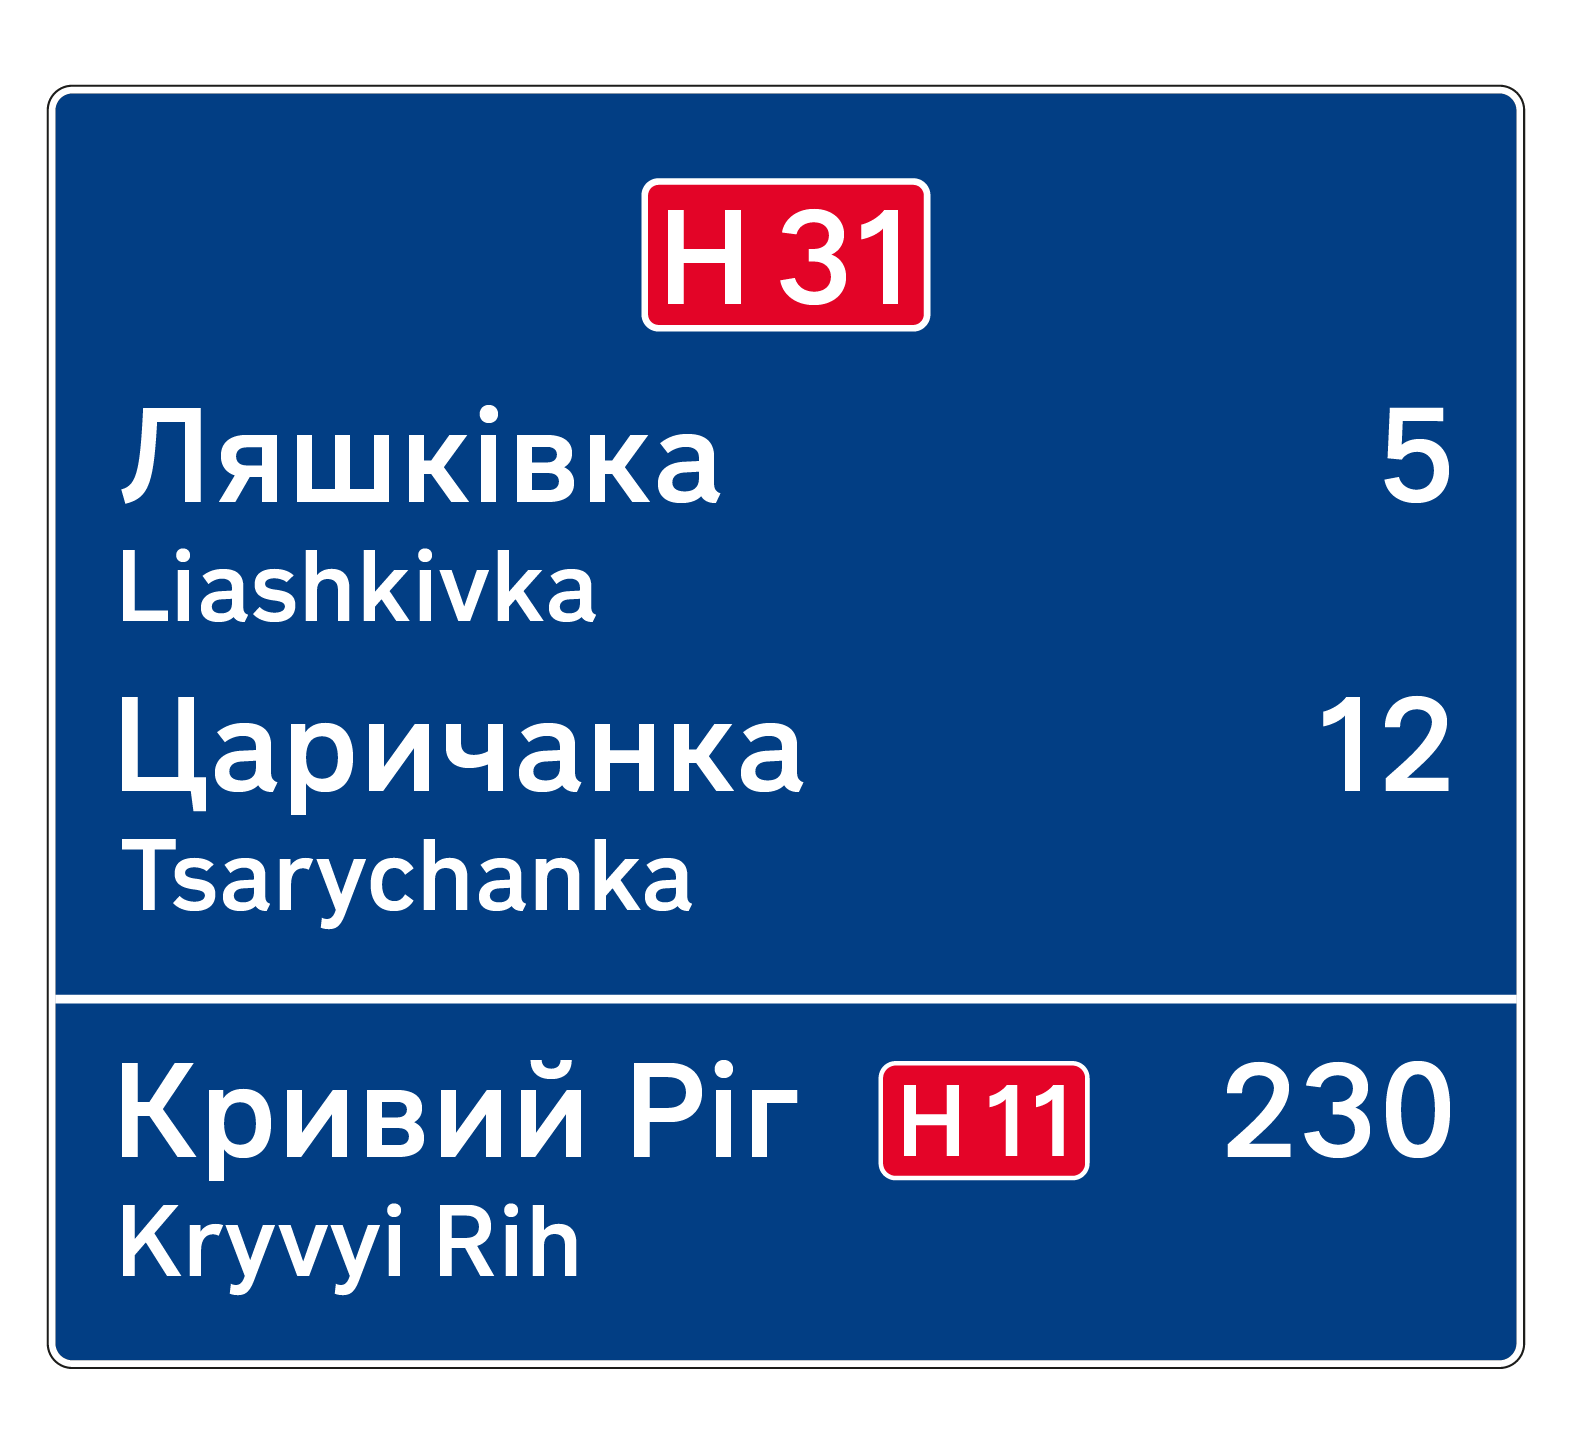 Н 31
Ляшківка 5
Liashkivka
Царичанка 12
Tsarychanka
Кривий Ріг Н 11 230
Kryvyi Rih